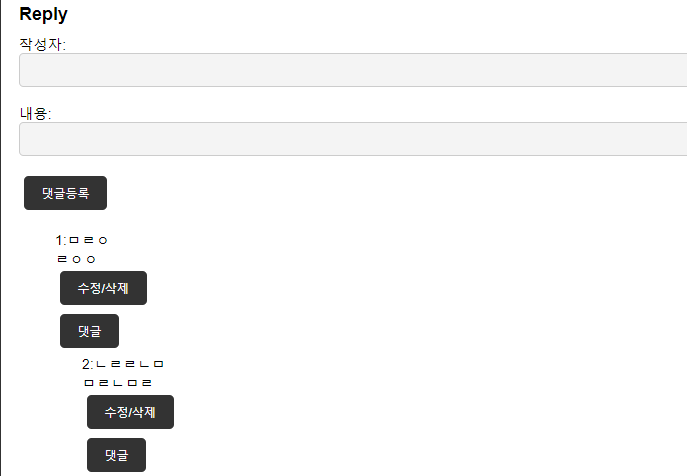 Reply
작성자:
내용:
댓글등록
1:ㅁㄹㅇ
ㄹㅇㅇ
수정/삭제
댓글
2:ㄴㄹㄹㄴㅁ
ㅁㄹㄴㅁㄹ
수정/삭제
댓글